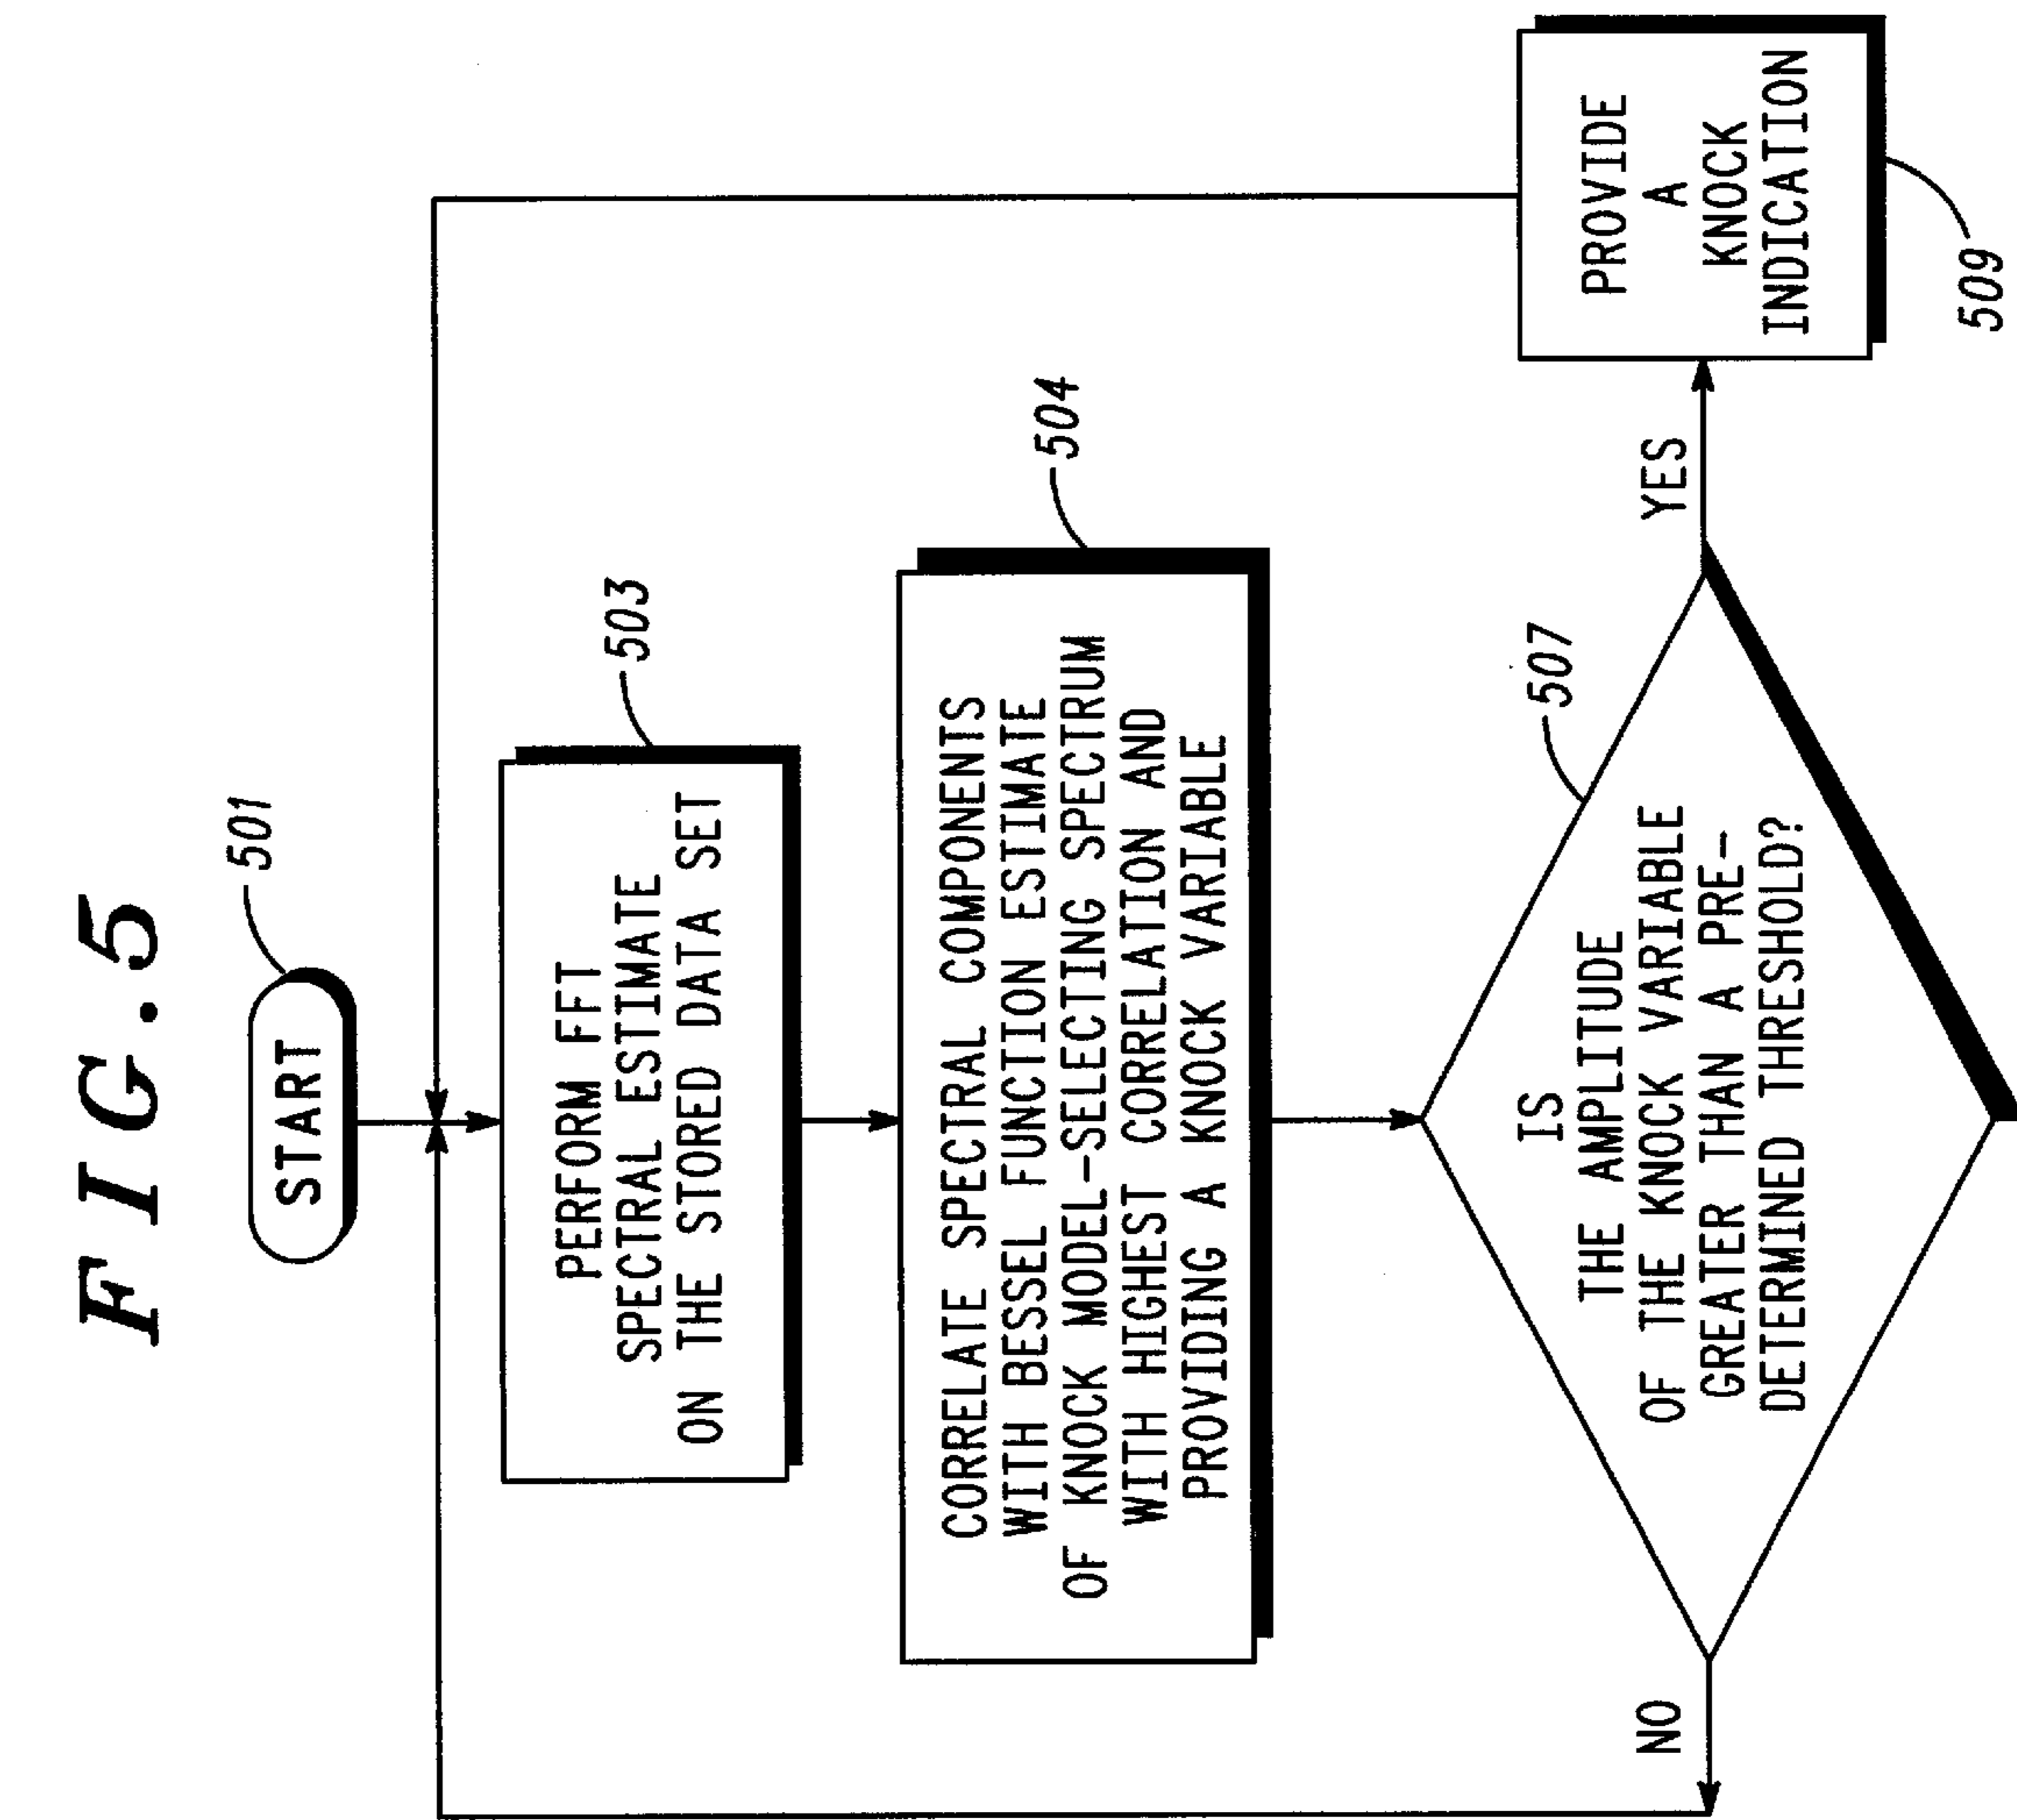 FIG.5
501
START
PERFORM FFT
SPECTRAL ESTIMATE
ON THE STORED DATA SET
503
CORRELATE SPECTRAL COMPONENTS
WITH BESSEL FUNCTION ESTIMATE
OF KNOCK MODEL-SELECTING SPECTRUM
WITH HIGHEST CORRELATION AND
PROVIDING A KNOCK VARIABLE
504
IS
THE AMPLITUDE
OF THE KNOCK VARIABLE
GREATER THAN A PRE-
DETERMINED THRESHOLD?
507
NO
YES
PROVIDE
A
KNOCK
INDICATION
509